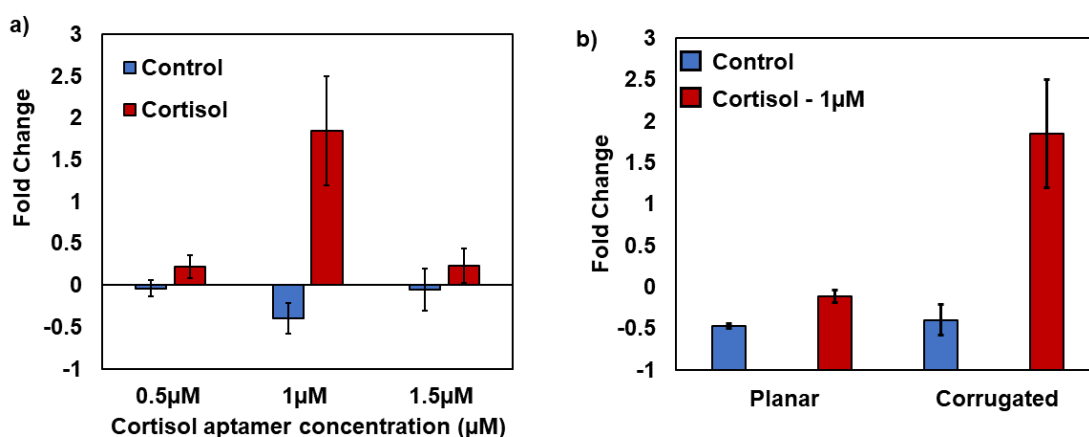 a)
Fold Change
3
2.5
2
1.5
1
0.5
0
-0.5
-1
Control
Cortisol
0.5μM 1μM 1.5μM
Cortisol aptamer concentration (μM)
b)
Fold Change
3
2.5
2
1.5
1
0.5
0
-0.5
-1
Control
Cortisol - 1μM
Planar Corrugated